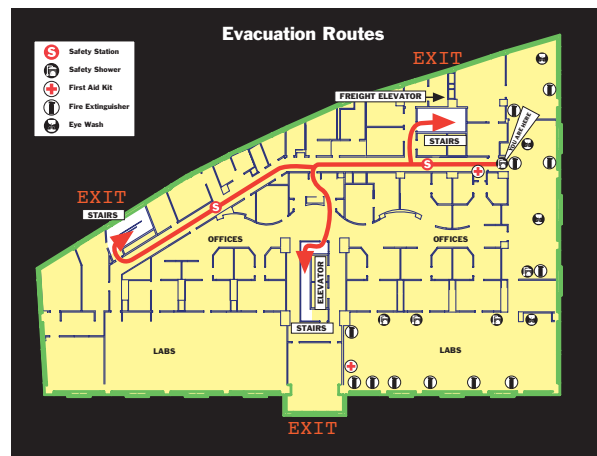 Evacuation Routes
S Safety Station
Safety Shower
First Aid Kit
Fire Extinguisher
Eye Wash
EXIT
FREIGHT ELEVATOR
YOU ARE HERE
STAIRS
S
EXIT
STAIRS
S
OFFICES
OFFICES
ELEVATOR
STAIRS
LABS
LABS
EXIT